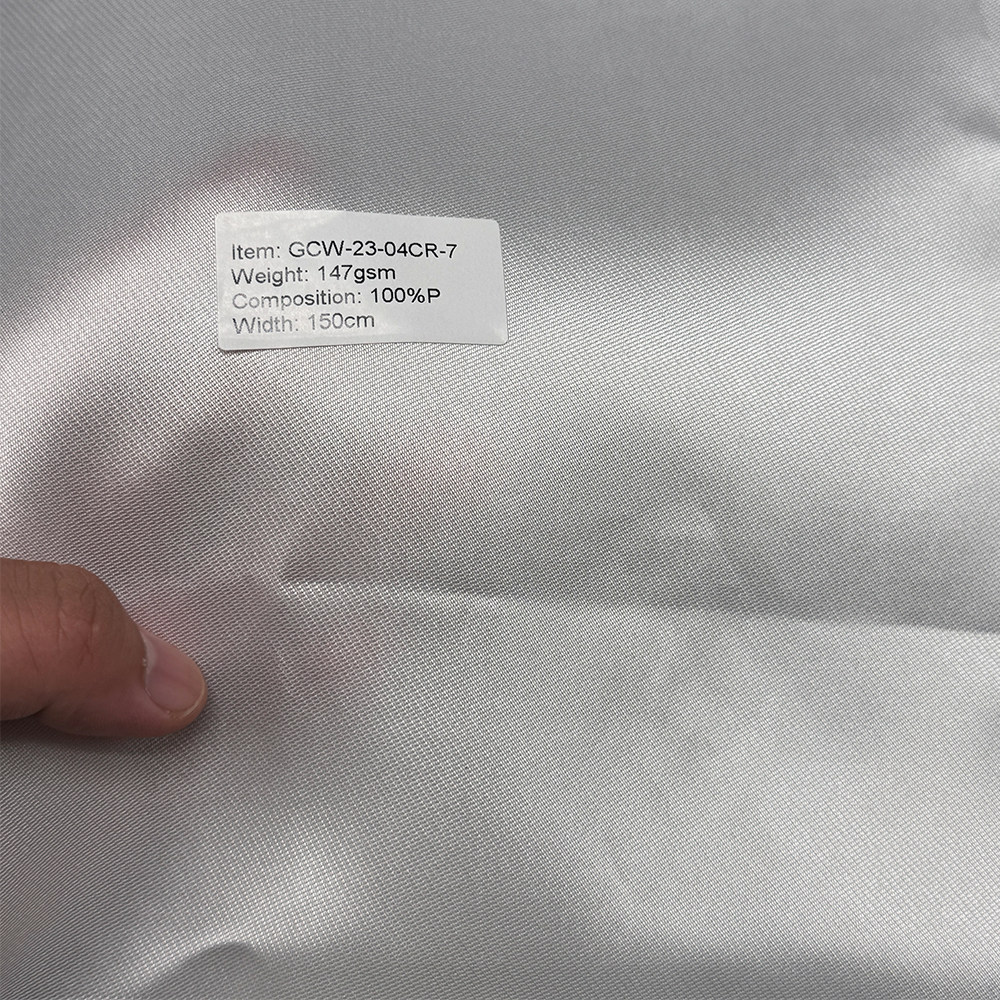 Item: GCW-23-04CR-7
Weight: 147gsm
Composition: 100%P
Width: 150cm